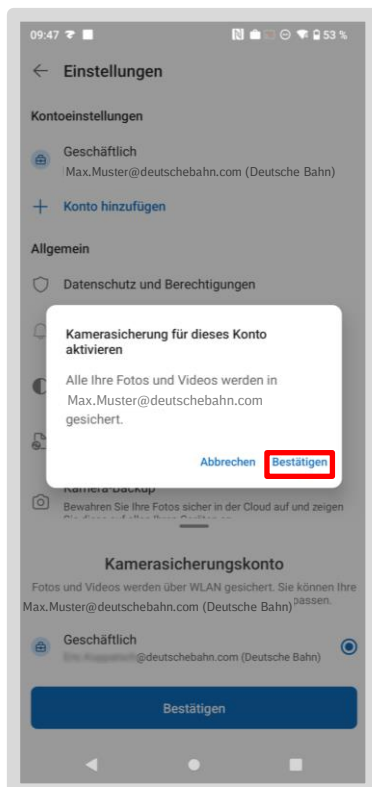 09:47
53 %
Einstellungen
Kontoeinstellungen
Geschäftlich
Max.Muster@deutschebahn.com (Deutsche Bahn)
Konto hinzufügen
Allgemein
Datenschutz und Berechtigungen
Kamerasicherung für dieses Konto
aktivieren
Alle Ihre Fotos und Videos werden in
Max.Muster@deutschebahn.com
gesichert.
Abbrechen Bestätigen
Kamera-Backup
Bewahren Sie Ihre Fotos sicher in der Cloud auf und zeigen
Kamerasicherungskonto
Fotos und Videos werden über WLAN gesichert. Sie können Ihre
Max.Muster@deutschebahn.com (Deutsche Bahn) passen.
Geschäftlich
@deutschebahn.com (Deutsche Bahn)
Bestätigen